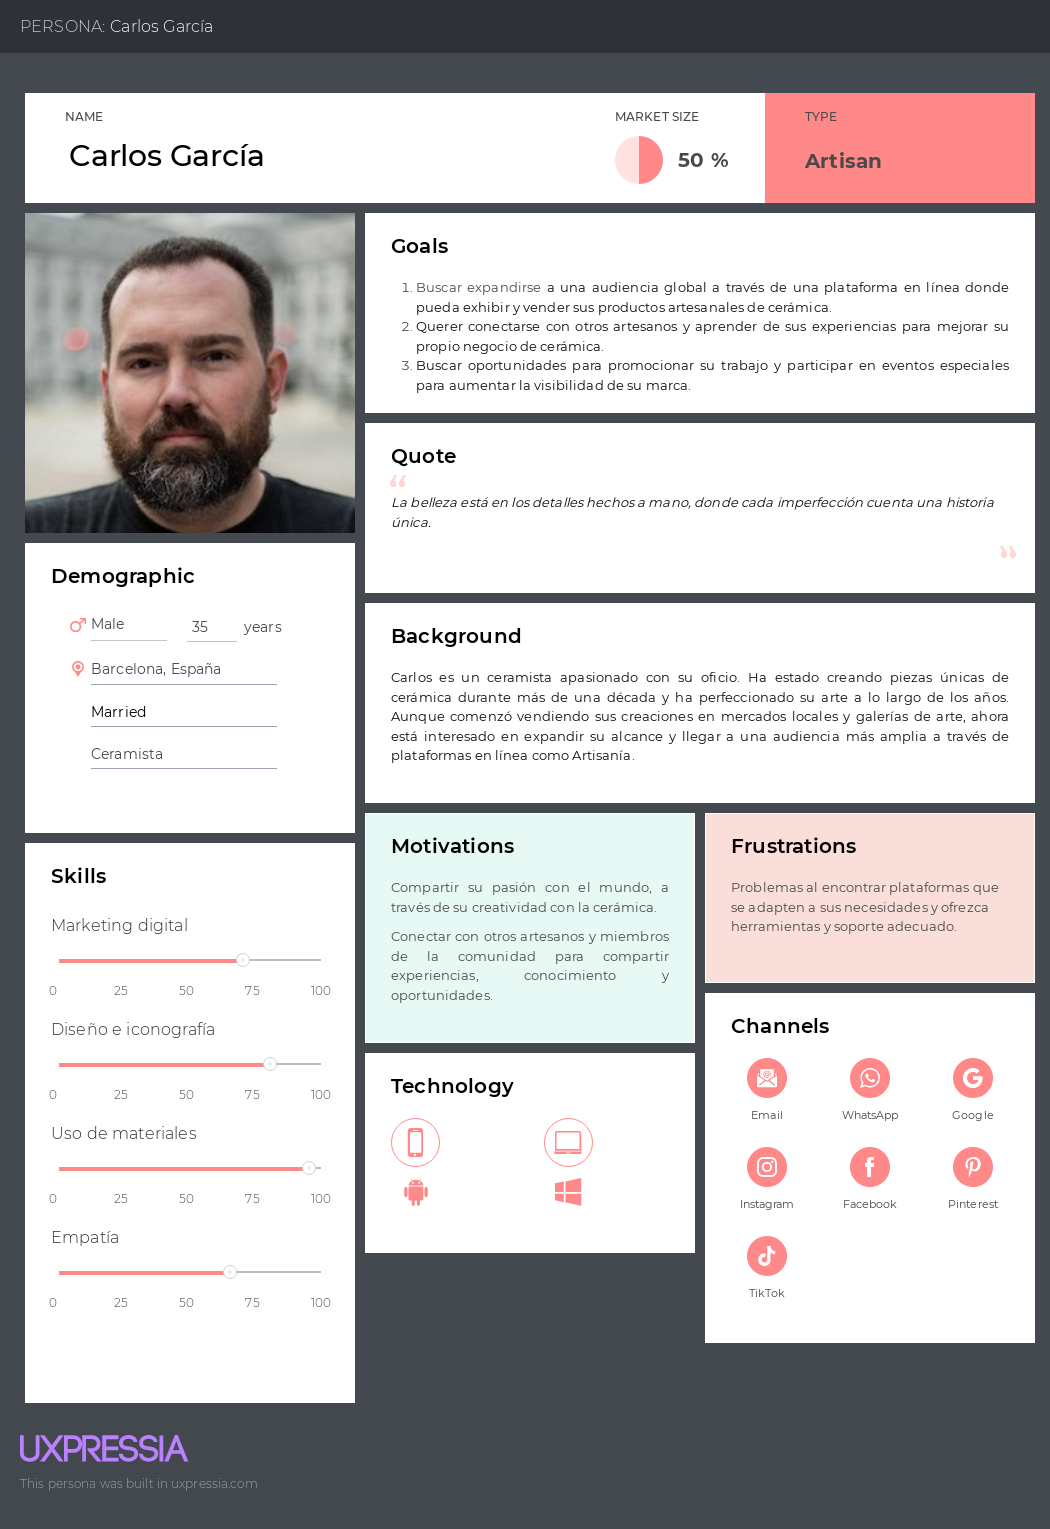 PERSONA: Carlos García
NAME
Carlos García
MARKET SIZE
50 %
TYPE
Artisan
Goals
1. Buscar expandirse a una audiencia global a través de una plataforma en línea donde
pueda exhibir y vender sus productos artesanales de cerámica.
2. Querer conectarse con otros artesanos y aprender de sus experiencias para mejorar su
propio negocio de cerámica.
3. Buscar oportunidades para promocionar su trabajo y participar en eventos especiales
para aumentar la visibilidad de su marca.
Quote
“
La belleza está en los detalles hechos a mano, donde cada imperfección cuenta una historia
única.
”
Demographic
Male 35 years
Barcelona, España
Married
Ceramista
Background
Carlos es un ceramista apasionado con su oficio. Ha estado creando piezas únicas de
cerámica durante más de una década y ha perfeccionado su arte a lo largo de los años.
Aunque comenzó vendiendo sus creaciones en mercados locales y galerías de arte, ahora
está interesado en expandir su alcance y llegar a una audiencia más amplia a través de
plataformas en línea como Artisanía.
Skills
Marketing digital
0 25 50 75 100
Diseño e iconografía
0 25 50 75 100
Uso de materiales
0 25 50 75 100
Empatía
0 25 50 75 100
Motivations
Compartir su pasión con el mundo, a
través de su creatividad con la cerámica.
Conectar con otros artesanos y miembros
de la comunidad para compartir
experiencias, conocimiento y
oportunidades.
Frustrations
Problemas al encontrar plataformas que
se adapten a sus necesidades y ofrezca
herramientas y soporte adecuado.
Technology
Channels
Email WhatsApp Google
Instagram Facebook Pinterest
TikTok
UXPRESSIA
This persona was built in uxpressia.com